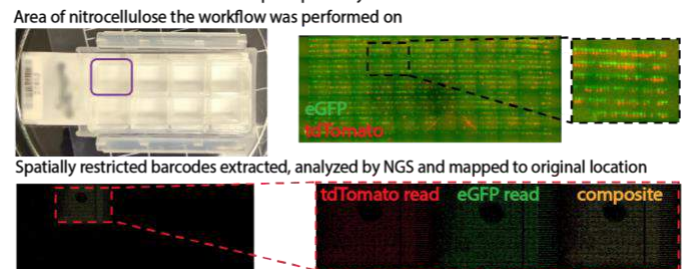 Area of nitrocellulose the workflow was performed on
eGFP
tdTomato
Spatially restricted barcodes extracted, analyzed by NGS and mapped to original location
tdTomato read eGFP read composite